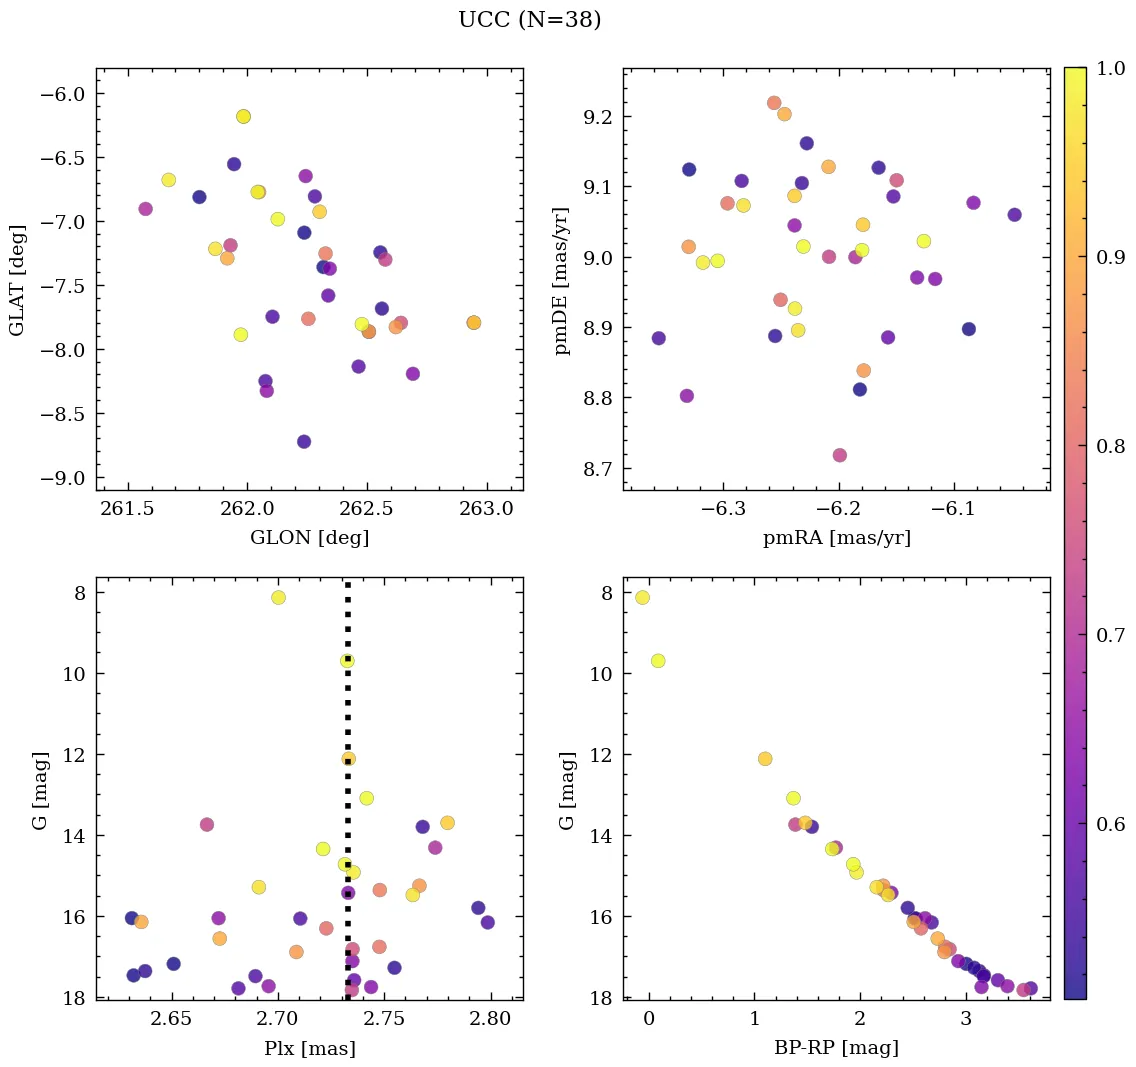 UCC (N=38)
−6.0
−6.5
−7.0
−7.5
−8.0
−8.5
−9.0
GLAT [deg]
261.5 262.0 262.5 263.0
GLON [deg]
9.2
9.1
9.0
8.9
8.8
8.7
pmDE [mas/yr]
−6.3 −6.2 −6.1
pmRA [mas/yr]
8
10
12
14
16
18
G [mag]
2.65 2.70 2.75 2.80
Plx [mas]
8
10
12
14
16
18
G [mag]
0 1 2 3
BP-RP [mag]
1.0
0.9
0.8
0.7
0.6